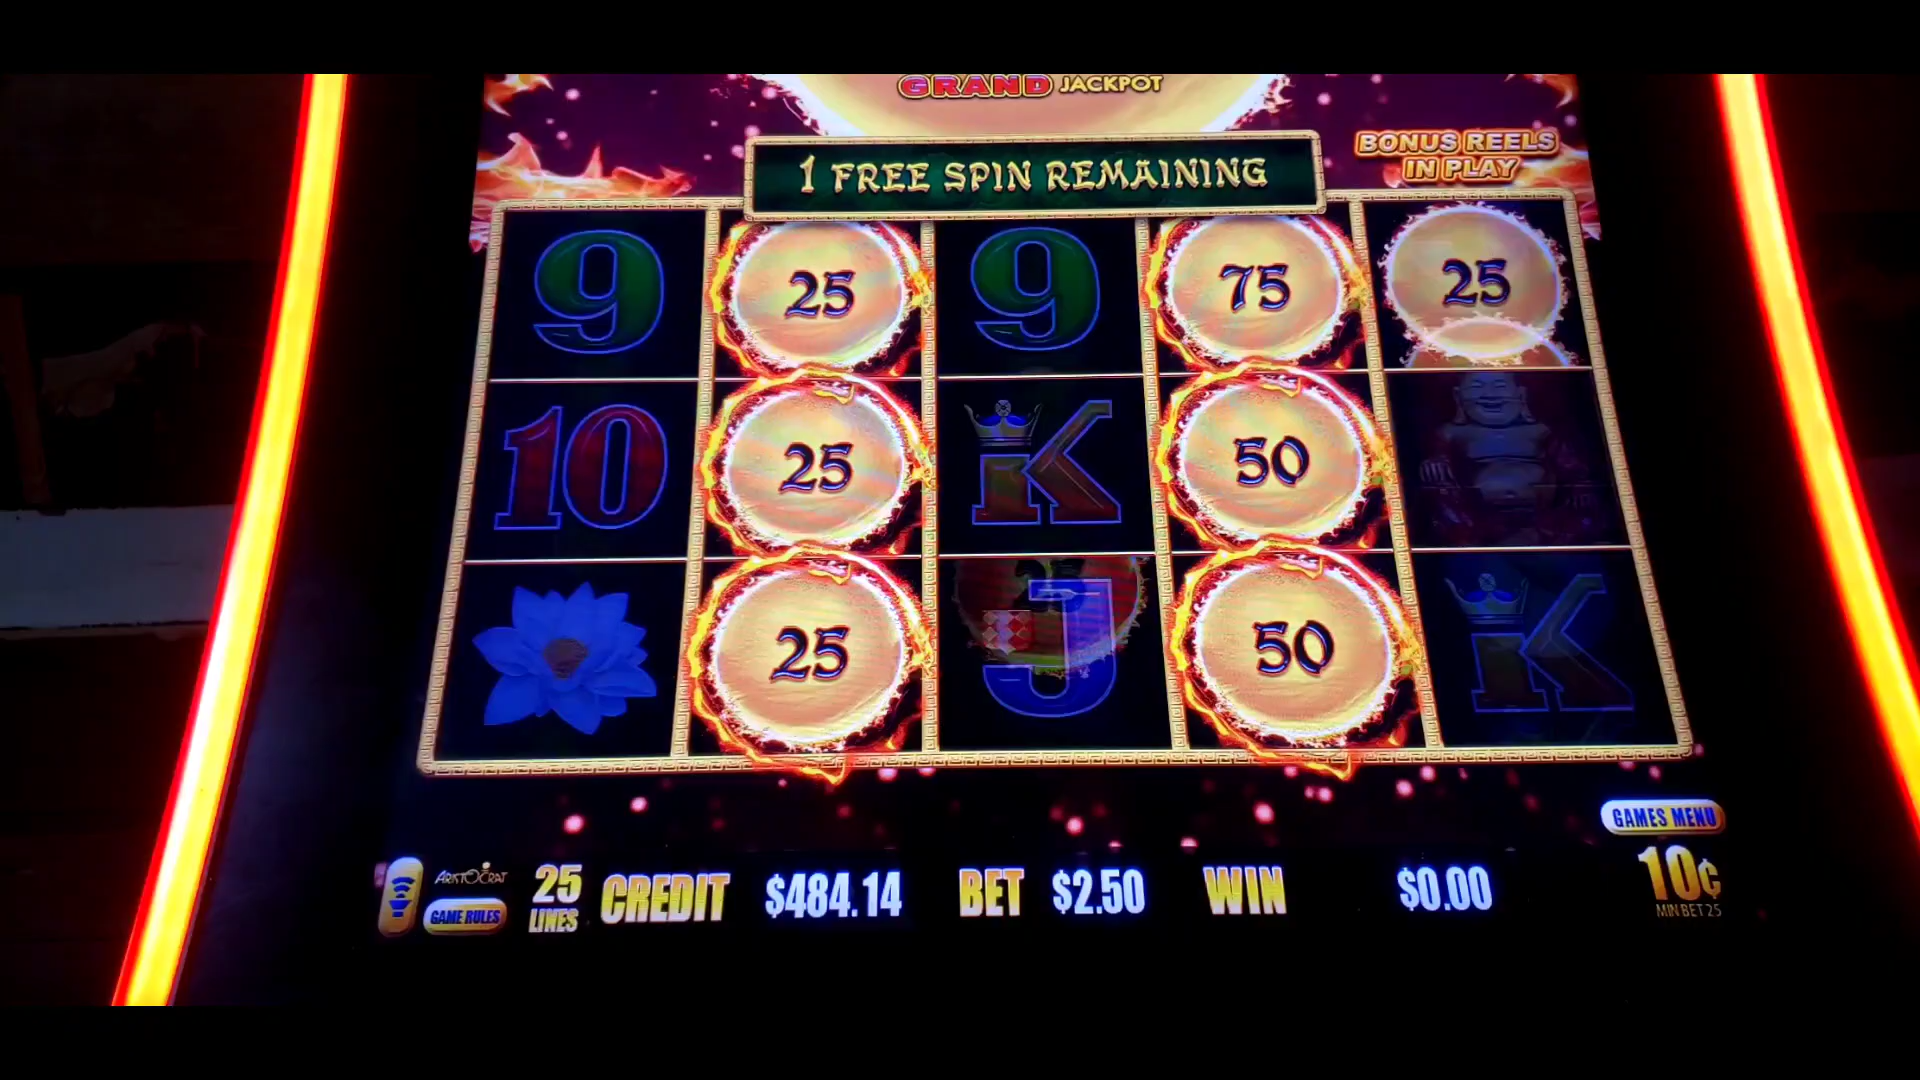 GRAND JACKPOT
1 FREE SPIN REMAINING
BONUS REELS
IN PLAY
9 25 9 75 25
10 25 K 50
25 J 50 K
GAMES MENU
ARISTOCRAT
GAME RULES
25
LINES
CREDIT $484.14 BET $2.50 WIN $0.00
10¢
MIN BET 25